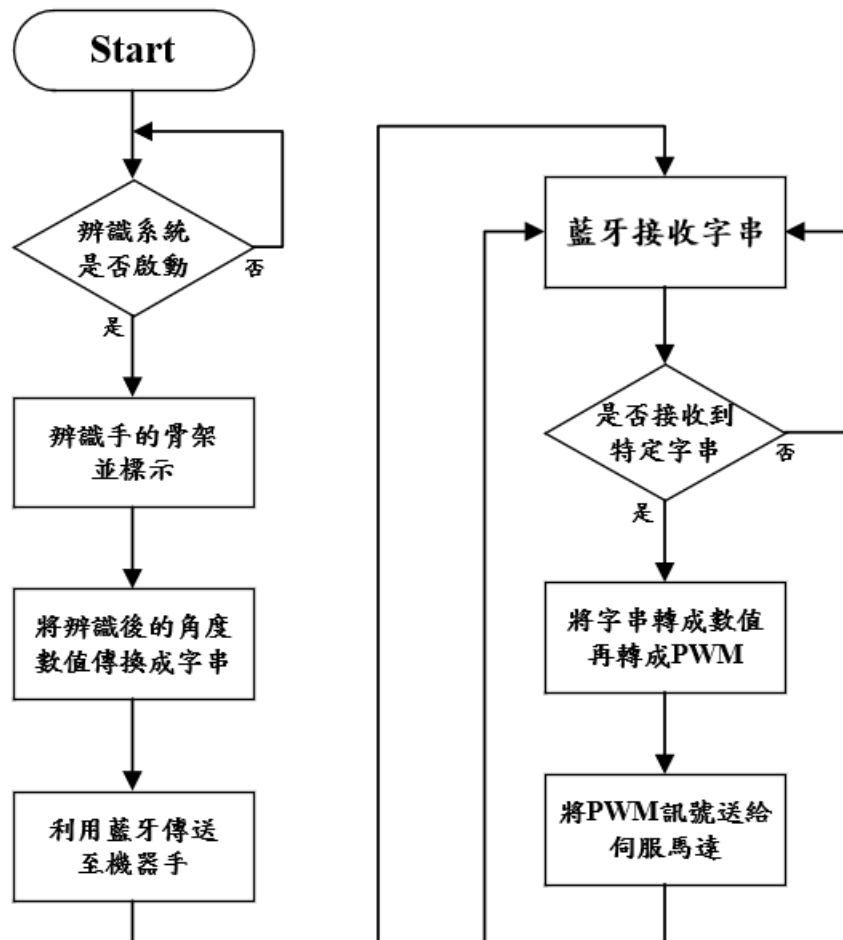 Start
辨識系統
是否啟動
否
是
辨識手的骨架
並標示
將辨識後的角度
數值傳換成字串
利用藍牙傳送
至機器手
藍牙接收字串
是否接收到
特定字串
否
是
將字串轉成數值
再轉成PWM
將PWM訊號送給
伺服馬達